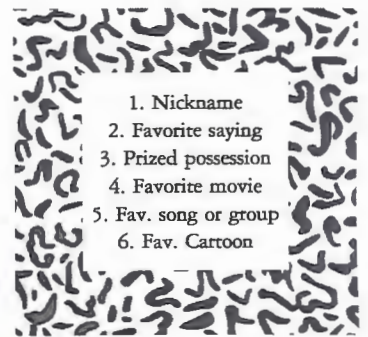 1. Nickname
2. Favorite saying
3. Prized possession
4. Favorite movie
5. Fav. song or group
6. Fav. Cartoon